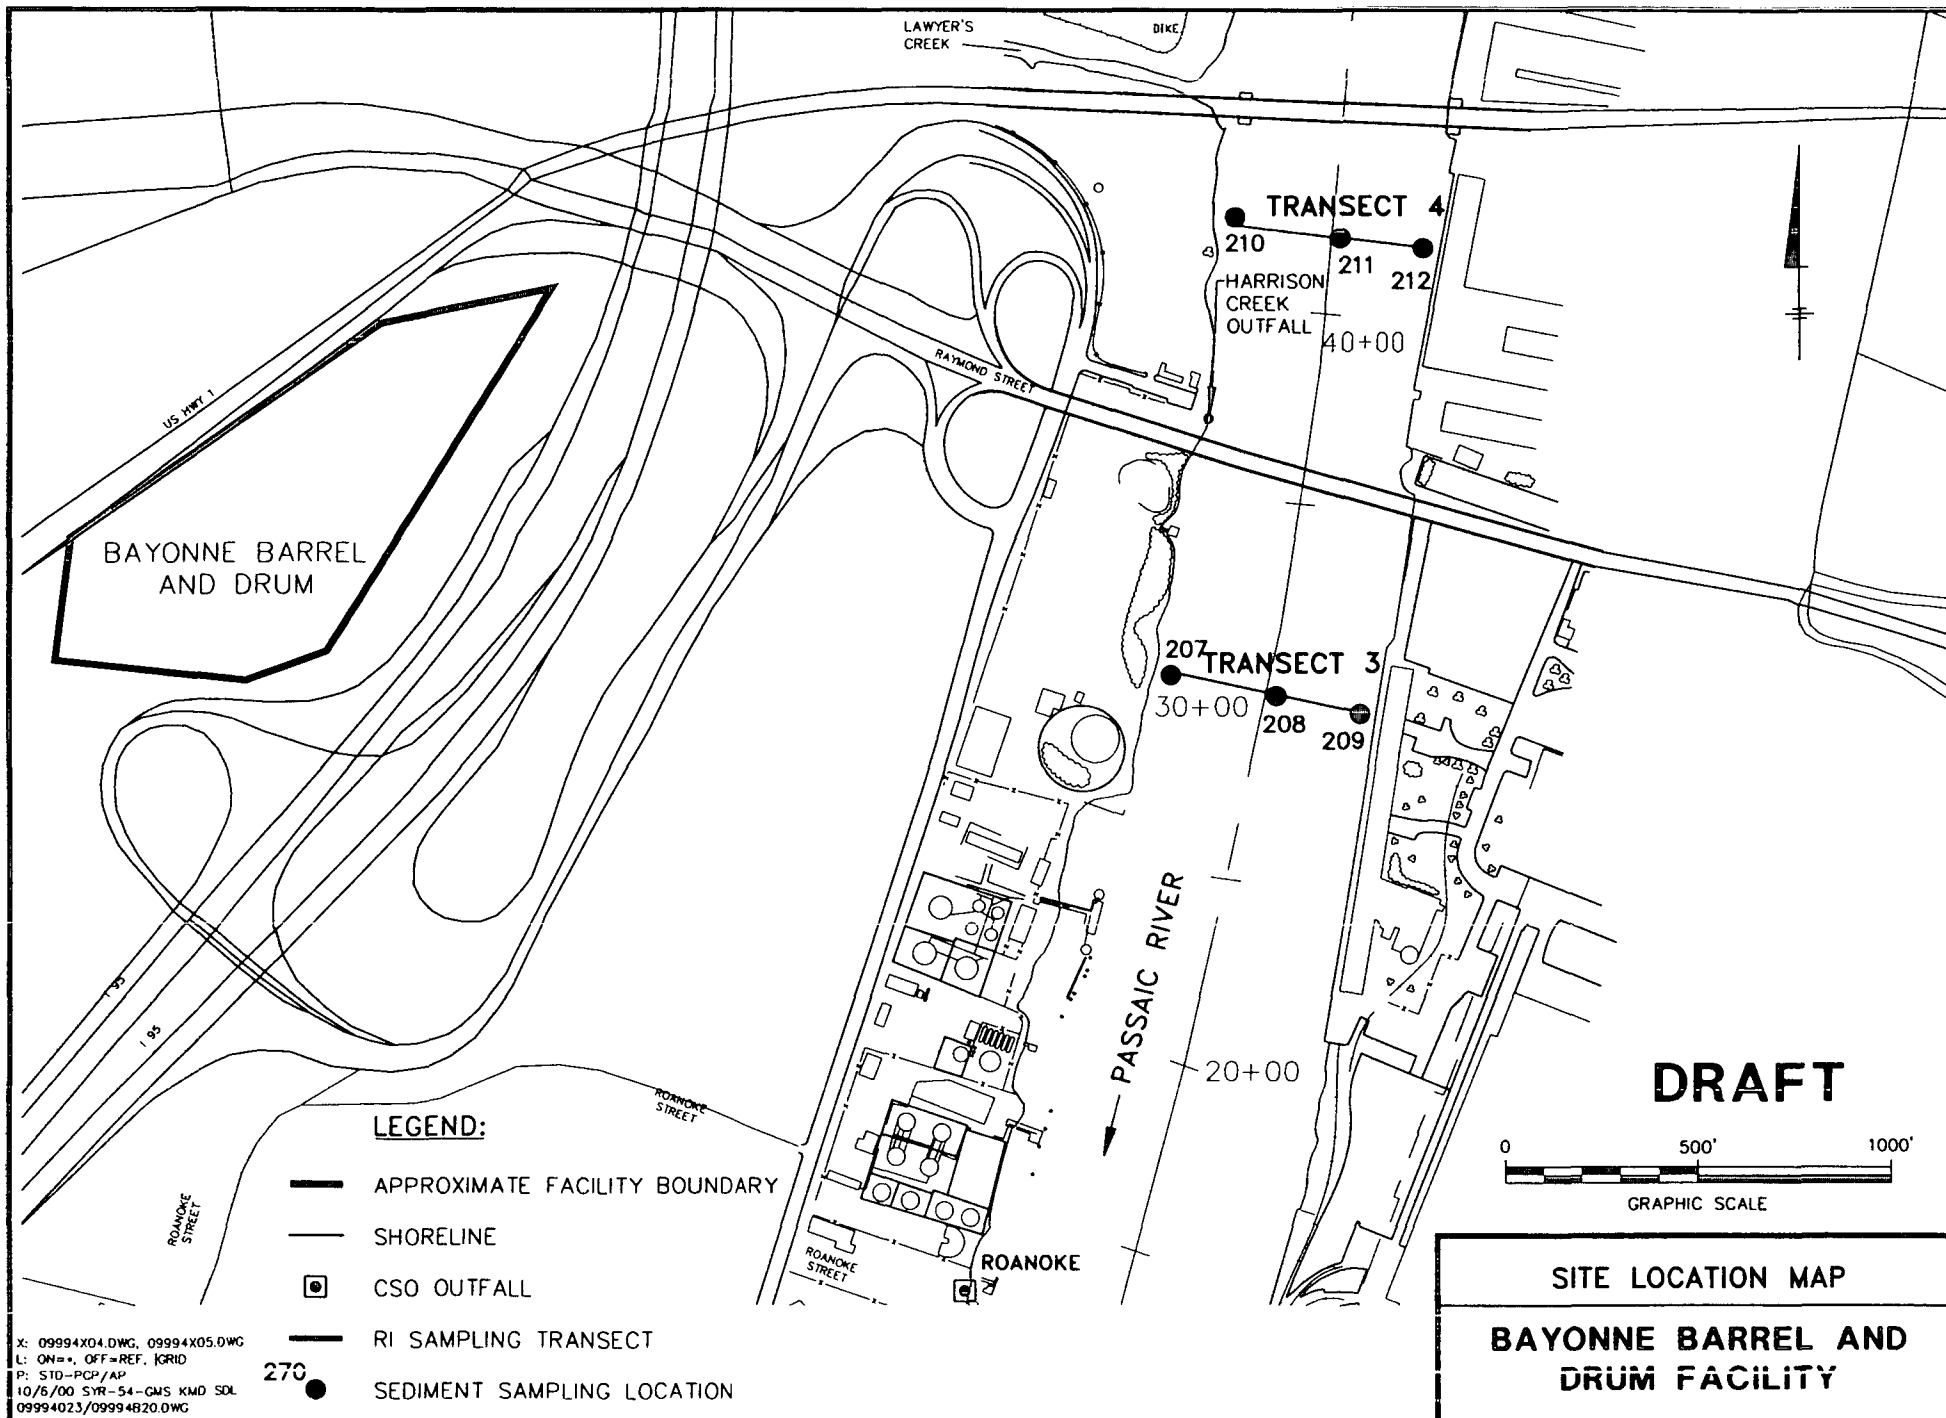 LAWYER'S
CREEK
DIKE
TRANSECT 4
210
211
212
HARRISON
CREEK
OUTFALL
40+00
RAYMOND STREET
US HWY 1
BAYONNE BARREL
AND DRUM
207
TRANSECT 3
30+00
208
209
PASSAIC RIVER
20+00
I 95
I 95
ROANOKE
STREET
ROANOKE
STREET
ROANOKE
STREET
ROANOKE
DRAFT
0 500' 1000'
GRAPHIC SCALE
LEGEND:
APPROXIMATE FACILITY BOUNDARY
SHORELINE
CSO OUTFALL
RI SAMPLING TRANSECT
270
SEDIMENT SAMPLING LOCATION
X: 09994X04.DWG, 09994X05.DWG
L: ON=*, OFF=REF, |GRID
P: STD-PCP/AP
10/6/00 SYR-54-GMS KMD SDL
09994023/09994B20.DWG
SITE LOCATION MAP
BAYONNE BARREL AND
DRUM FACILITY